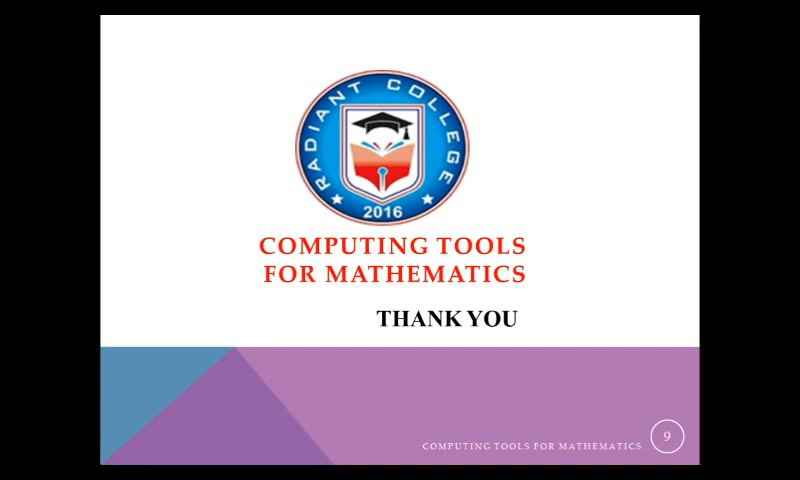 RADIANT COLLEGE
2016
COMPUTING TOOLS
FOR MATHEMATICS
THANK YOU
COMPUTING TOOLS FOR MATHEMATICS
9